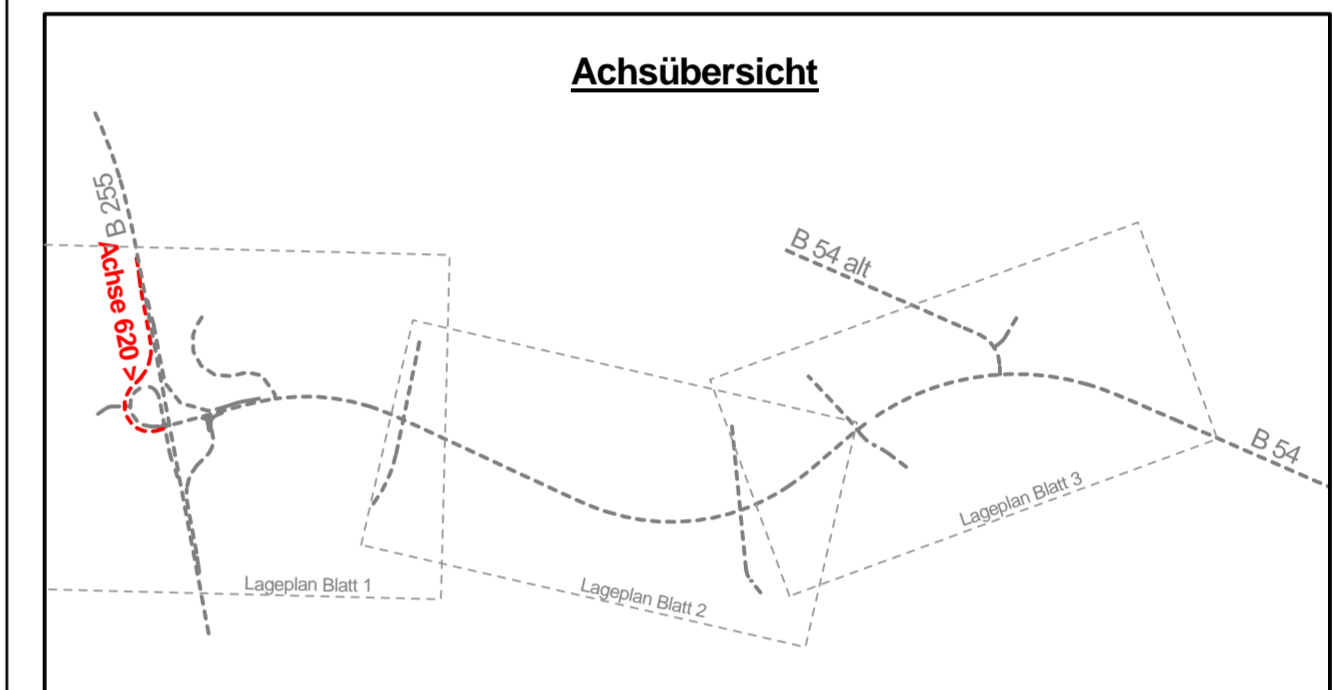 Achsübersicht
B 255
Achse 620 >
B 54 alt
B 54
Lageplan Blatt 3
Lageplan Blatt 1
Lageplan Blatt 2